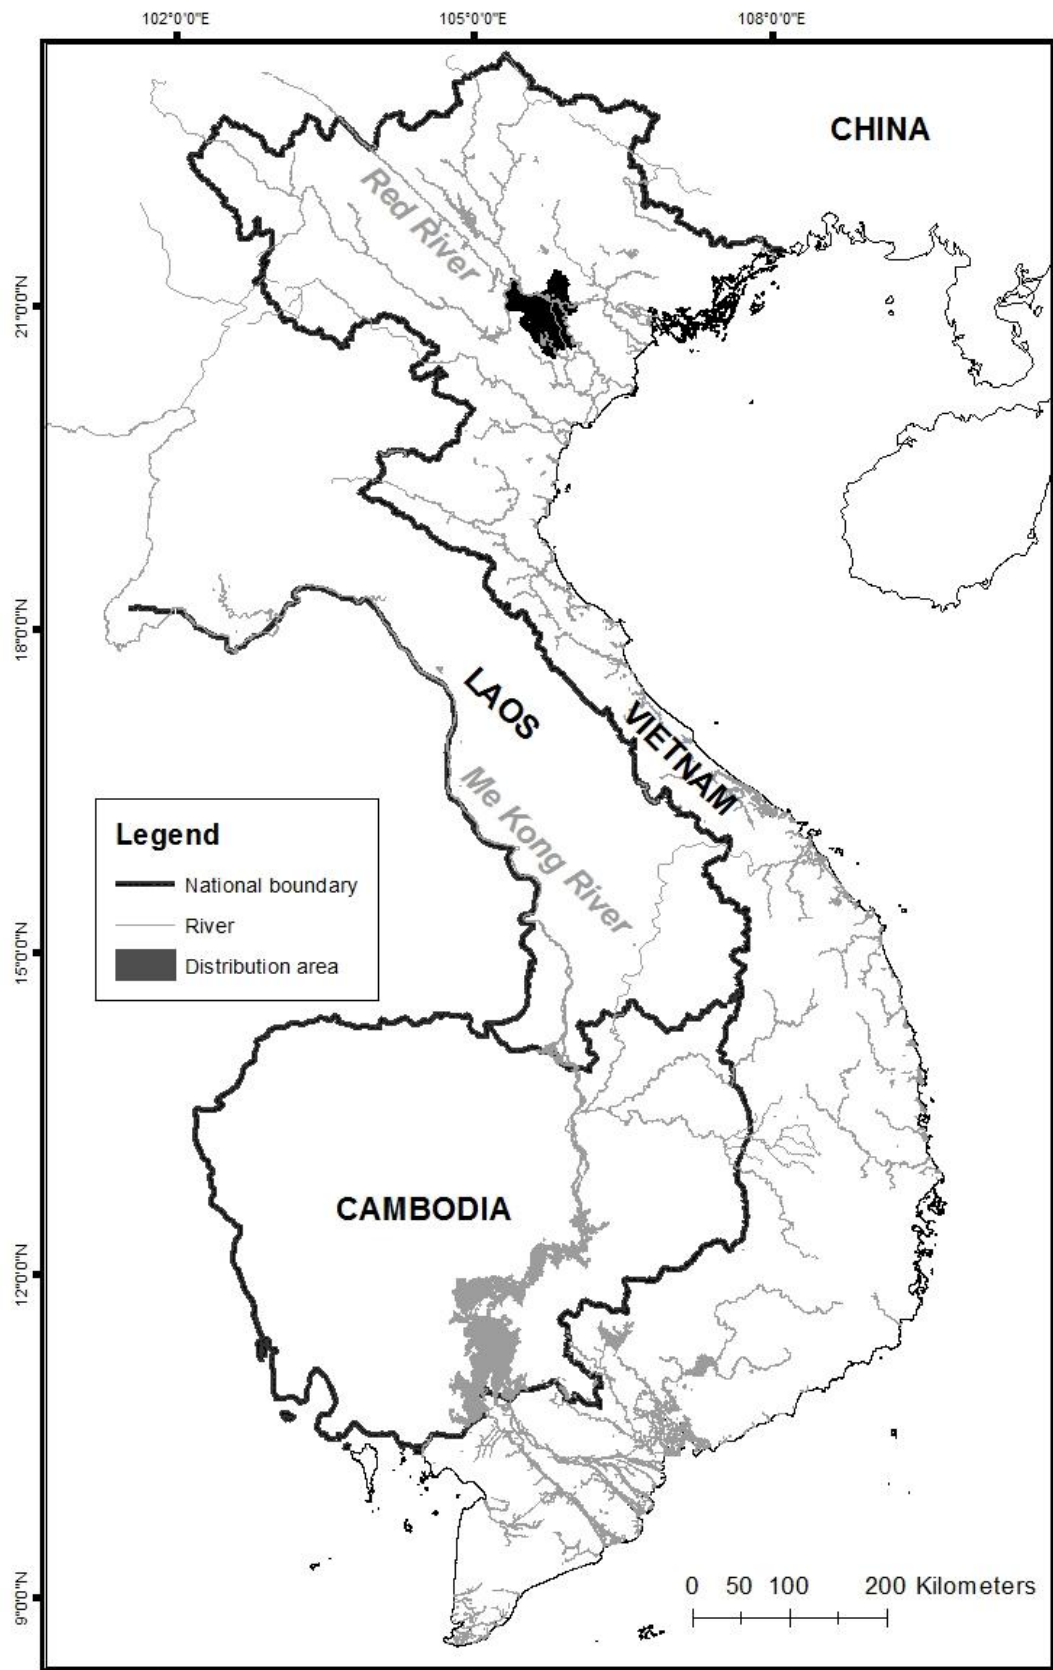 102°0'0"E
105°0'0"E
108°0'0"E
CHINA
Red River
21°0'0"N
18°0'0"N
LAOS
VIETNAM
Me Kong River
Legend
National boundary
River
Distribution area
15°0'0"N
CAMBODIA
12°0'0"N
9°0'0"N
0 50 100 200 Kilometers